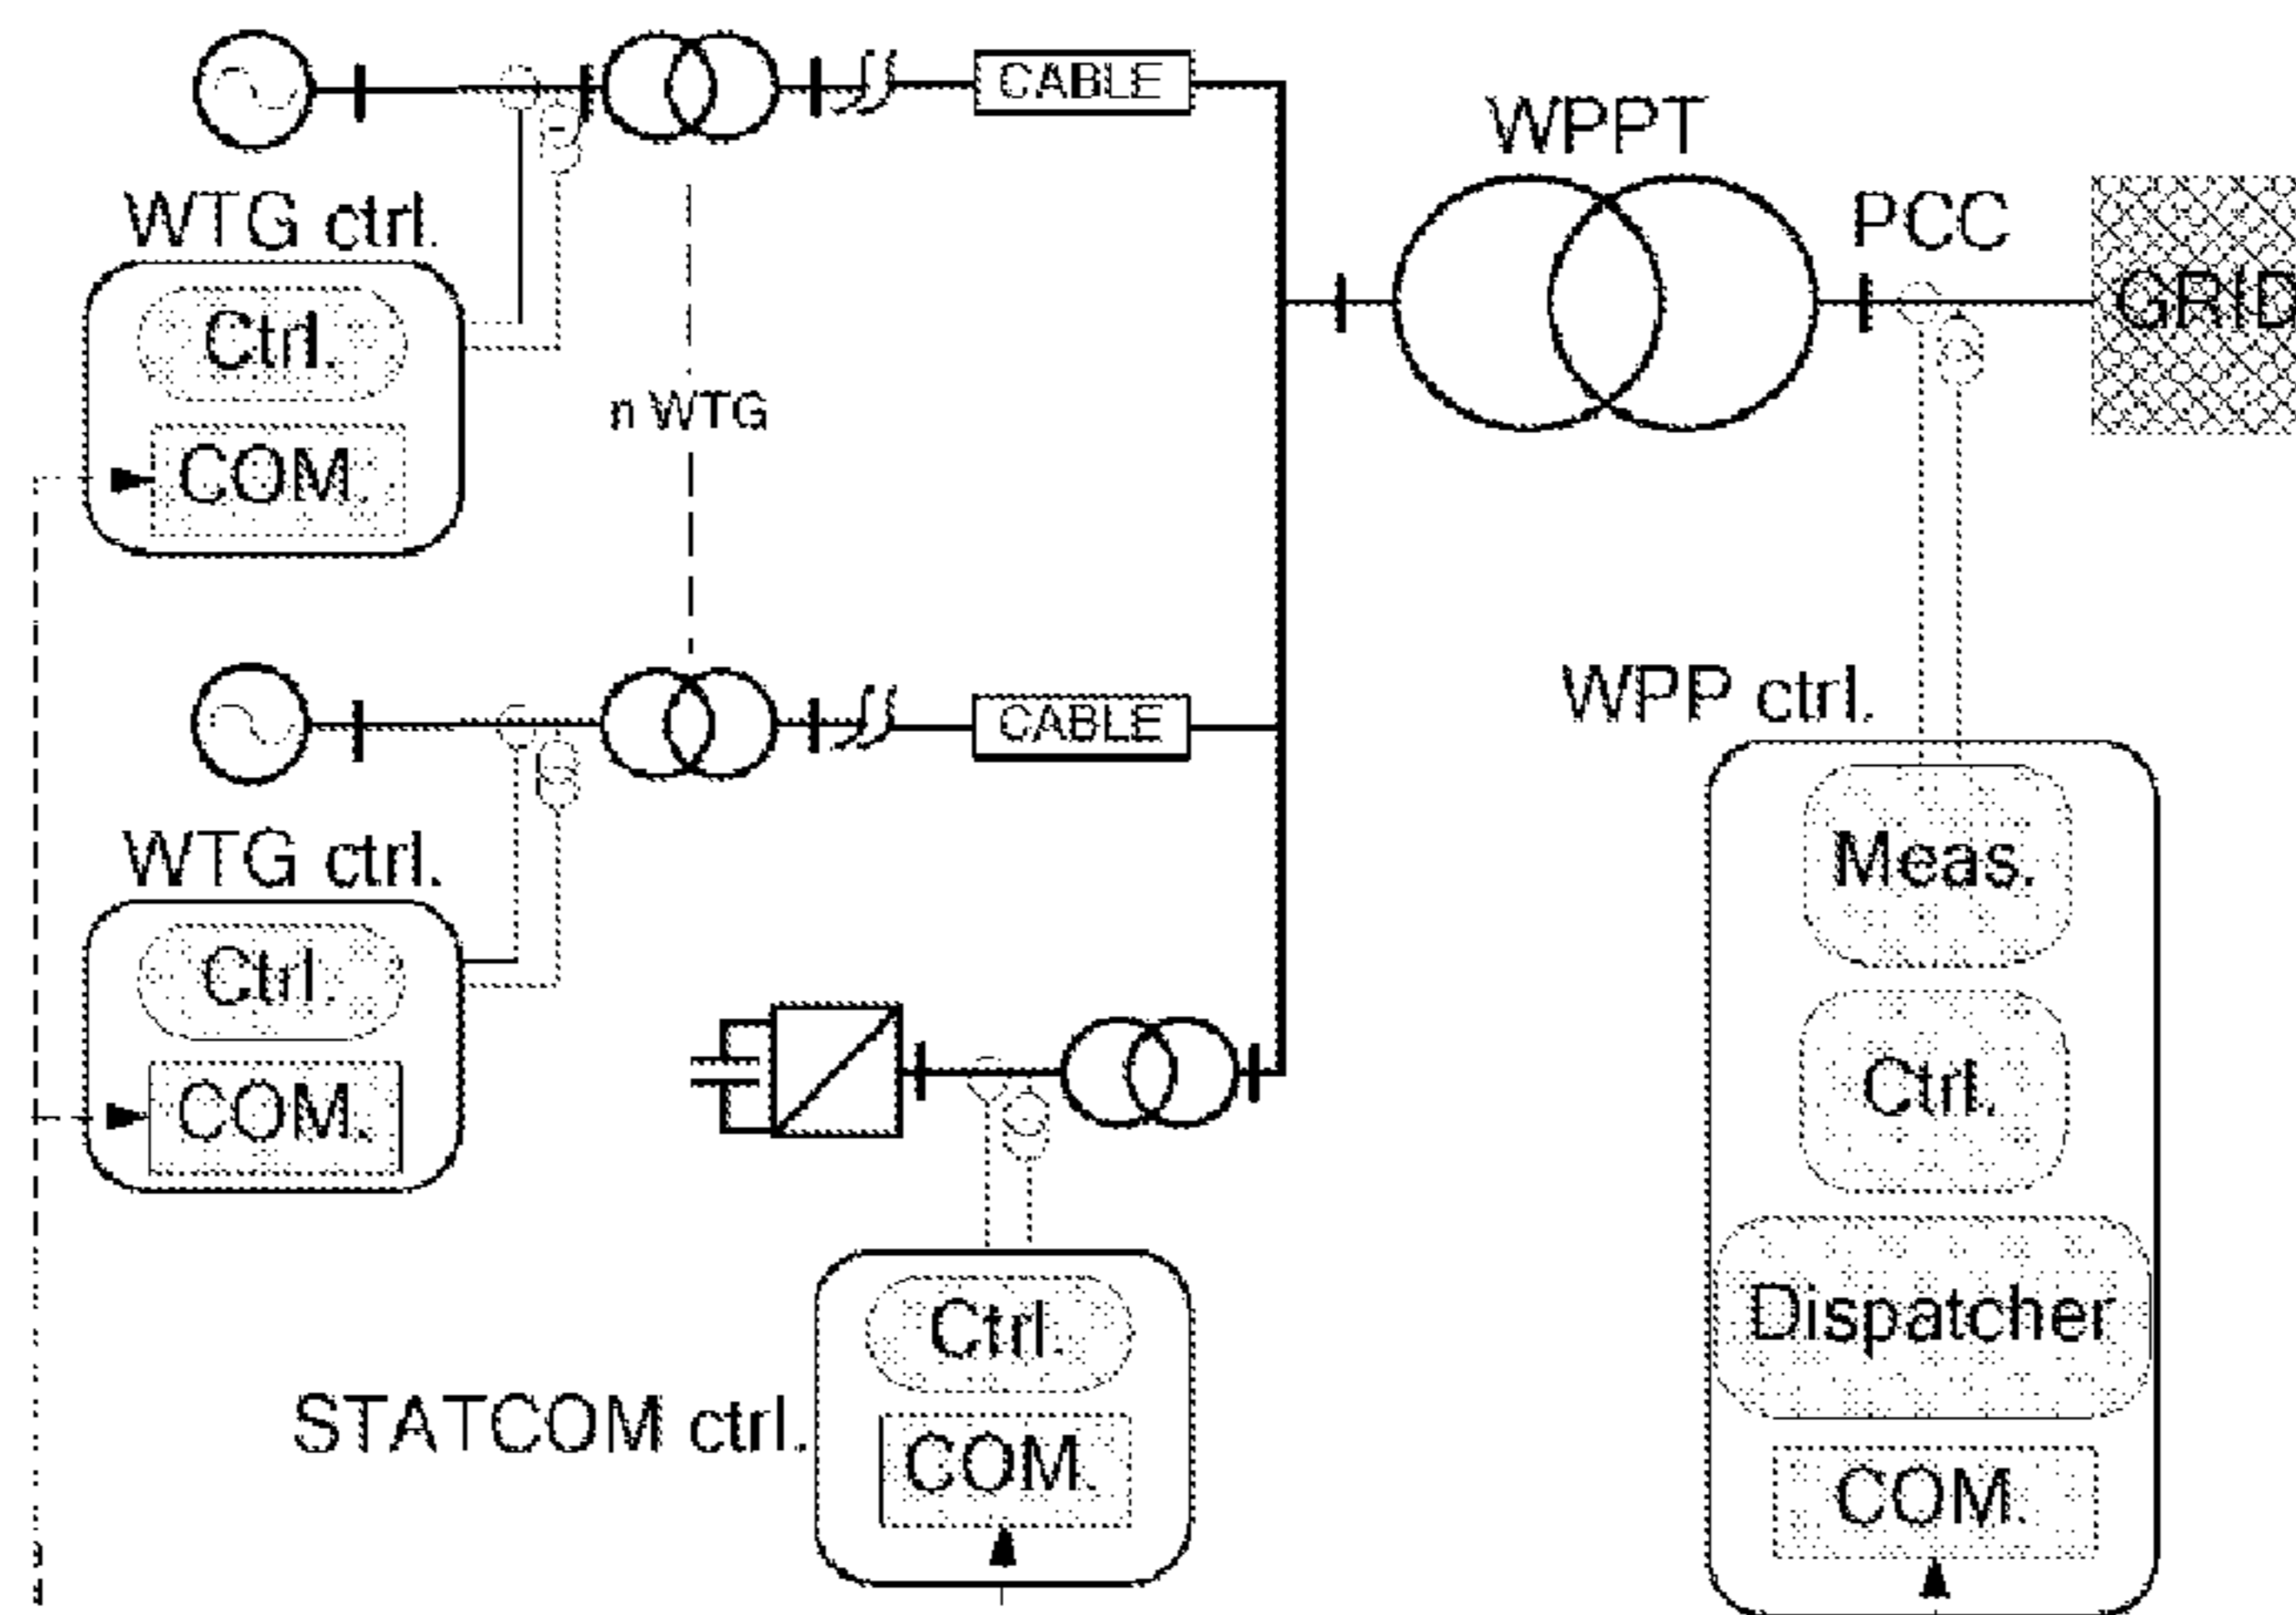 CABLE
WPPT
PCC
GRID
WTG ctrl.
Ctrl.
COM.
n WTG
CABLE
WTG ctrl.
Ctrl.
COM.
WPP ctrl.
Meas.
Ctrl.
Dispatcher
COM.
STATCOM ctrl.
Ctrl.
COM.